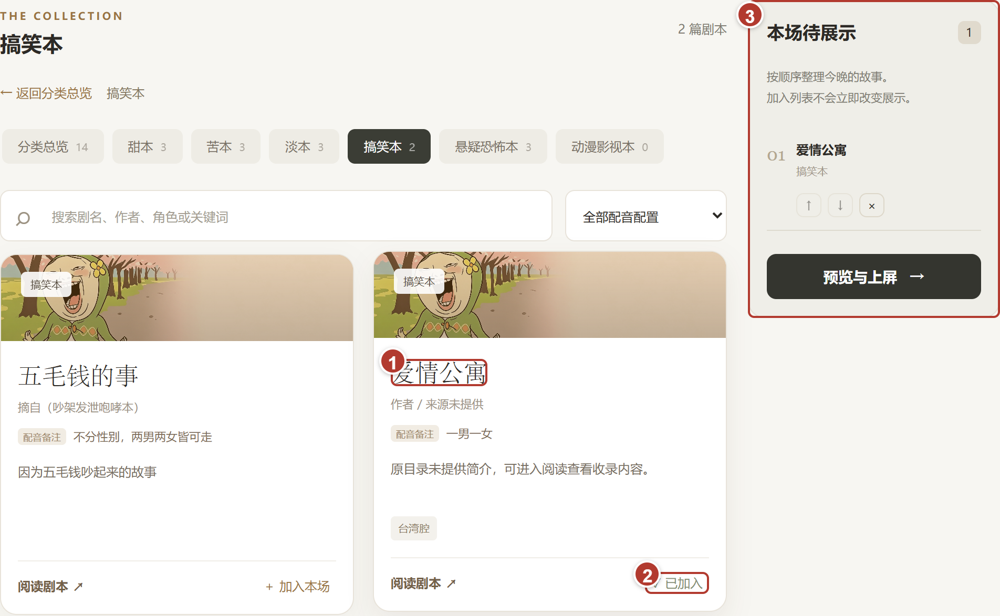 THE COLLECTION
搞笑本
2 篇剧本
← 返回分类总览 搞笑本
分类总览 14
甜本 3
苦本 3
淡本 3
搞笑本 2
悬疑恐怖本 3
动漫影视本 0
搜索剧名、作者、角色或关键词
全部配音配置
搞笑本
五毛钱的事
摘自（吵架发泄咆哮本）
配音备注 不分性别，两男两女皆可走
因为五毛钱吵起来的故事
阅读剧本 ↗
+ 加入本场
搞笑本
1
爱情公寓
作者 / 来源未提供
配音备注 一男一女
原目录未提供简介，可进入阅读查看收录内容。
台湾腔
阅读剧本 ↗
2
✓ 已加入
3
本场待展示 1
按顺序整理今晚的故事。
加入列表不会立即改变展示。
01 爱情公寓
搞笑本
↑ ↓ ×
预览与上屏 →